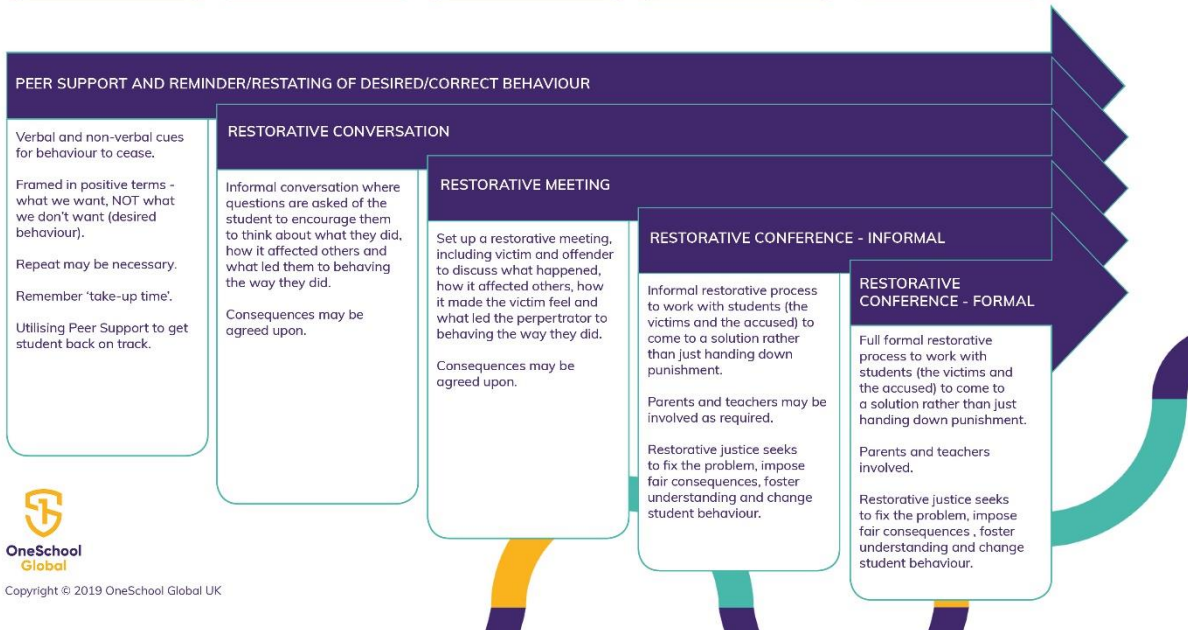 PEER SUPPORT AND REMINDER/RESTATING OF DESIRED/CORRECT BEHAVIOUR
Verbal and non-verbal cues
for behaviour to cease.
Framed in positive terms -
what we want, NOT what
we don't want (desired
behaviour).
Repeat may be necessary.
Remember 'take-up time'.
Utilising Peer Support to get
student back on track.
RESTORATIVE CONVERSATION
Informal conversation where
questions are asked of the
student to encourage them
to think about what they did,
how it affected others and
what led them to behaving
the way they did.
Consequences may be
agreed upon.
RESTORATIVE MEETING
Set up a restorative meeting,
including victim and offender
to discuss what happened,
how it affected others, how
it made the victim feel and
what led the perpertrator to
behaving the way they did.
Consequences may be
agreed upon.
RESTORATIVE CONFERENCE - INFORMAL
Informal restorative process
to work with students (the
victims and the accused) to
come to a solution rather
than just handing down
punishment.
Parents and teachers may be
involved as required.
Restorative justice seeks
to fix the problem, impose
fair consequences, foster
understanding and change
student behaviour.
RESTORATIVE
CONFERENCE - FORMAL
Full formal restorative
process to work with
students (the victims and
the accused) to come to
a solution rather than just
handing down punishment.
Parents and teachers
involved.
Restorative justice seeks
to fix the problem, impose
fair consequences , foster
understanding and change
student behaviour.
OneSchool
Global
Copyright © 2019 OneSchool Global UK